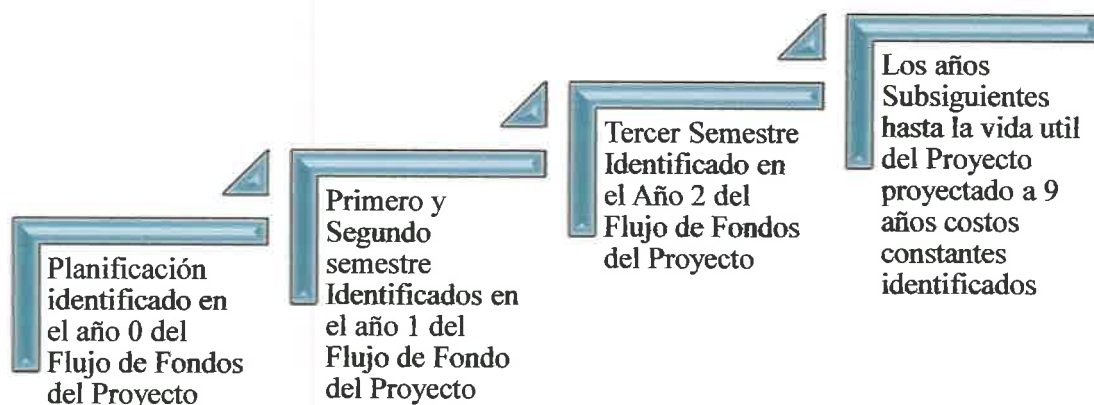 Planificación
identificado en
el año 0 del
Flujo de Fondos
del Proyecto
Primero y
Segundo
semestre
Identificados en
el año 1 del
Flujo de Fondo
del Proyecto
Tercer Semestre
Identificado en
el Año 2 del
Flujo de Fondos
del Proyecto
Los años
Subsiguientes
hasta la vida util
del Proyecto
proyectado a 9
años costos
constantes
identificados